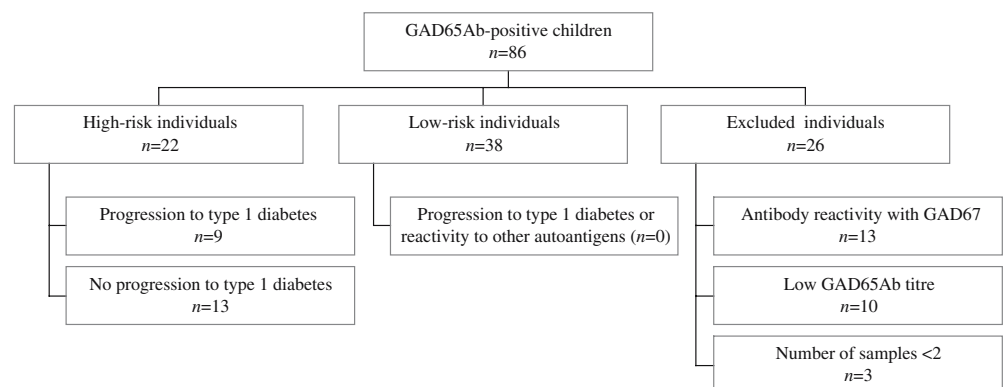 GAD65Ab-positive children
n=86
High-risk individuals
n=22
Low-risk individuals
n=38
Excluded individuals
n=26
Progression to type 1 diabetes
n=9
No progression to type 1 diabetes
n=13
Progression to type 1 diabetes or
reactivity to other autoantigens (n=0)
Antibody reactivity with GAD67
n=13
Low GAD65Ab titre
n=10
Number of samples <2
n=3